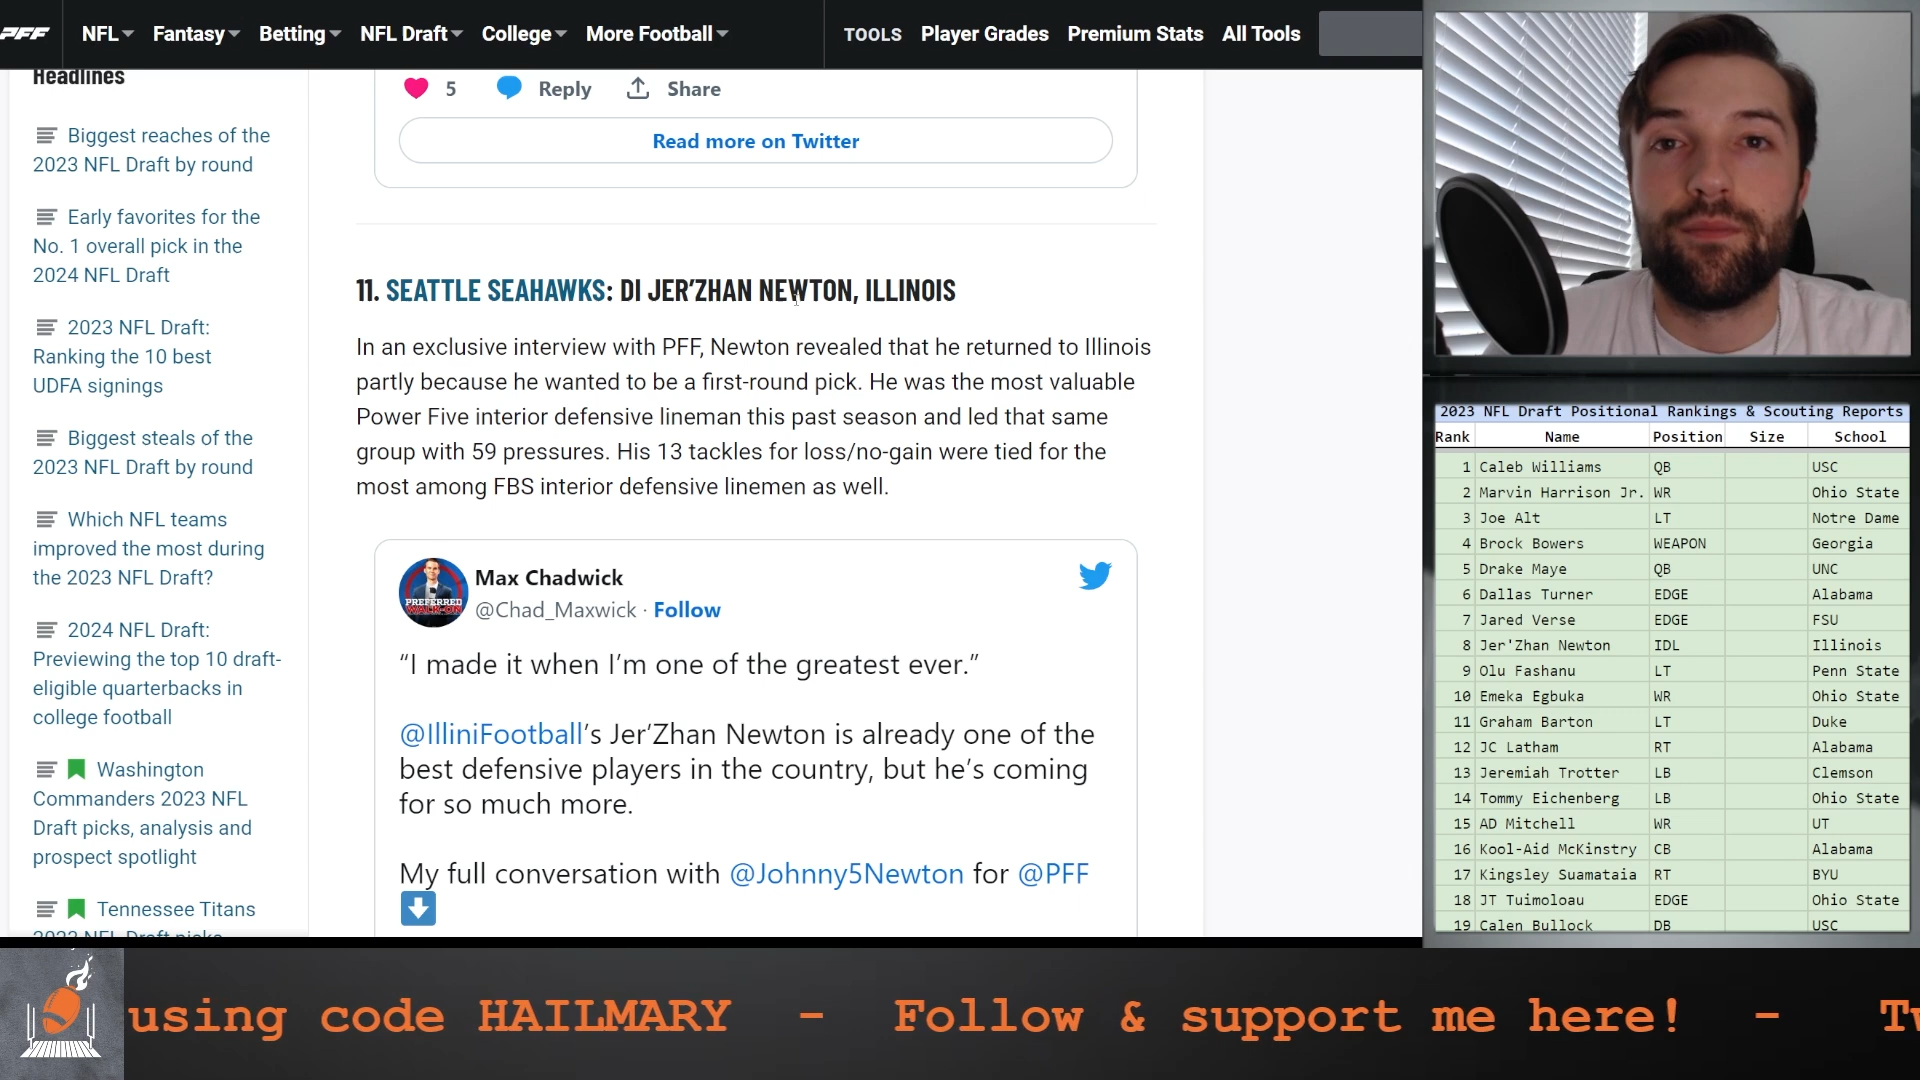 PFF NFL Fantasy Betting NFL Draft College More Football TOOLS Player Grades Premium Stats All Tools
Headlines
Biggest reaches of the
2023 NFL Draft by round
Early favorites for the
No. 1 overall pick in the
2024 NFL Draft
2023 NFL Draft:
Ranking the 10 best
UDFA signings
Biggest steals of the
2023 NFL Draft by round
Which NFL teams
improved the most during
the 2023 NFL Draft?
2024 NFL Draft:
Previewing the top 10 draft-
eligible quarterbacks in
college football
Washington
Commanders 2023 NFL
Draft picks, analysis and
prospect spotlight
Tennessee Titans
2023 NFL Draft picks,
5 Reply Share
Read more on Twitter
11. SEATTLE SEAHAWKS: DI JER’ZHAN NEWTON, ILLINOIS
In an exclusive interview with PFF, Newton revealed that he returned to Illinois
partly because he wanted to be a first-round pick. He was the most valuable
Power Five interior defensive lineman this past season and led that same
group with 59 pressures. His 13 tackles for loss/no-gain were tied for the
most among FBS interior defensive linemen as well.
PREFERRED
WALK-ON
Max Chadwick
@Chad_Maxwick · Follow
“I made it when I’m one of the greatest ever.”
@IlliniFootball’s Jer’Zhan Newton is already one of the
best defensive players in the country, but he’s coming
for so much more.
My full conversation with @Johnny5Newton for @PFF
2023 NFL Draft Positional Rankings & Scouting Reports
Rank Name Position Size School
1 Caleb Williams QB USC
2 Marvin Harrison Jr. WR Ohio State
3 Joe Alt LT Notre Dame
4 Brock Bowers WEAPON Georgia
5 Drake Maye QB UNC
6 Dallas Turner EDGE Alabama
7 Jared Verse EDGE FSU
8 Jer'Zhan Newton IDL Illinois
9 Olu Fashanu LT Penn State
10 Emeka Egbuka WR Ohio State
11 Graham Barton LT Duke
12 JC Latham RT Alabama
13 Jeremiah Trotter LB Clemson
14 Tommy Eichenberg LB Ohio State
15 AD Mitchell WR UT
16 Kool-Aid McKinstry CB Alabama
17 Kingsley Suamataia RT BYU
18 JT Tuimoloau EDGE Ohio State
19 Calen Bullock DB USC
using code HAILMARY - Follow & support me here! - Tw